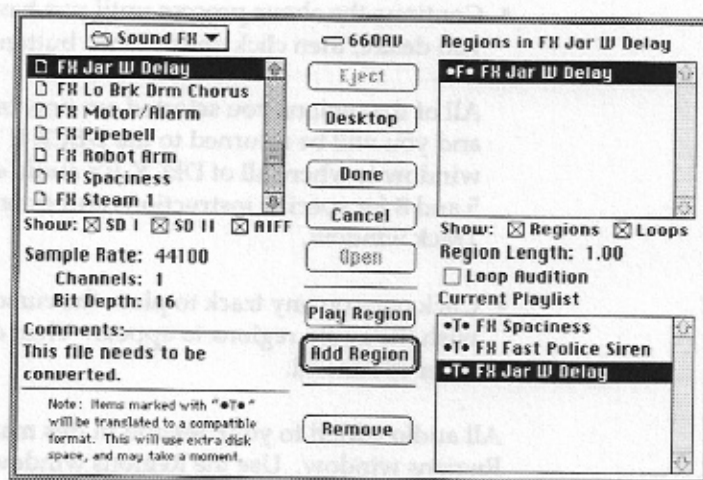 Sound FX
FX Jar W Delay
FX Lo Brk Drm Chorus
FX Motor/Alarm
FX Pipebell
FX Robot Arm
FX Spaciness
FX Steam 1
Show: SD I SD II AIFF
Sample Rate: 44100
Channels: 1
Bit Depth: 16
Comments:
This file needs to be
converted.
Note: Items marked with "•T•"
will be translated to a compatible
format. This will use extra disk
space, and may take a moment.
660AV
Eject
Desktop
Done
Cancel
Open
Play Region
Add Region
Remove
Regions in FX Jar W Delay
•F• FX Jar W Delay
Show: Regions Loops
Region Length: 1.00
Loop Audition
Current Playlist
•T• FX Spaciness
•T• FX Fast Police Siren
•T• FX Jar W Delay